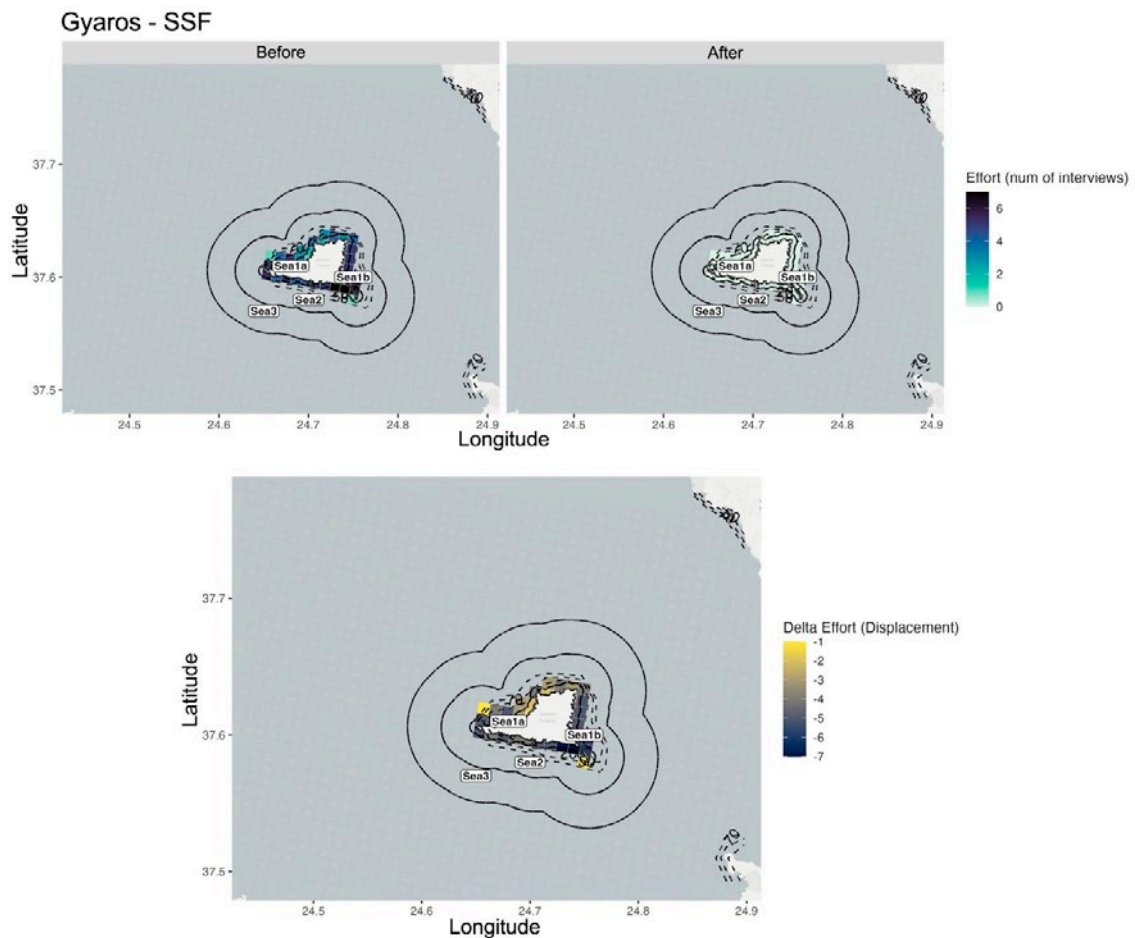 Gyaros - SSF
Before
After
37.7
37.6
37.5
Latitude
Sea1a
Sea1b
Sea2
Sea3
70
Sea1a
Sea1b
Sea2
Sea3
70
24.5
24.6
24.7
24.8
24.9
24.5
24.6
24.7
24.8
24.9
Longitude
Effort (num of interviews)
6
4
2
0
37.7
37.6
37.5
Latitude
Sea1a
Sea1b
Sea2
Sea3
70
24.5
24.6
24.7
24.8
24.9
Longitude
Delta Effort (Displacement)
-1
-2
-3
-4
-5
-6
-7